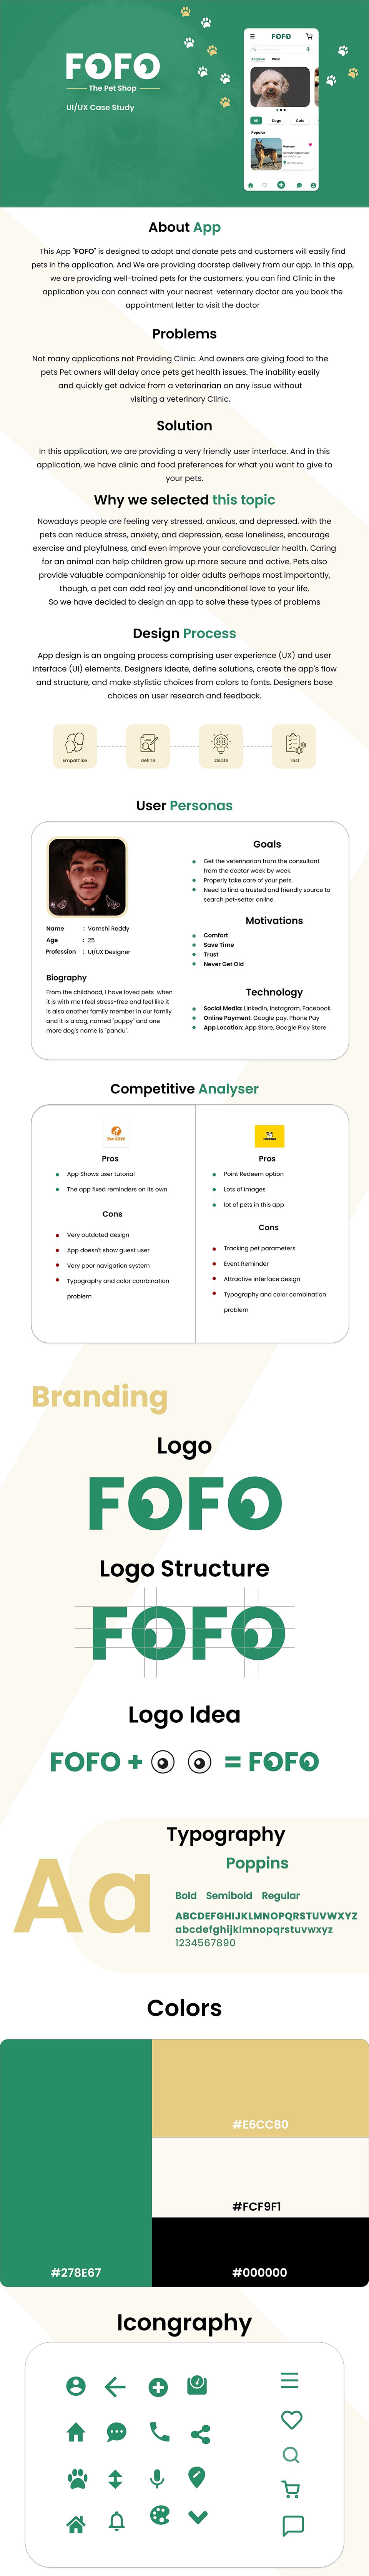 FOFO
The Pet Shop
UI/UX Case Study
FOFO
Adoption Clinic
All Dogs Cats
Popular
About App
This App "FOFO" is designed to adapt and donate pets and customers will easily find
pets in the application. And We are providing doorstep delivery from our app. In this app,
we are providing well-trained pets for the customers. you can find Clinic in the
application you can connect with your nearest veterinary doctor are you book the
appointment letter to visit the doctor
Problems
Not many applications not Providing Clinic. And owners are giving food to the
pets Pet owners will delay once pets get health issues. The inability easily
and quickly get advice from a veterinarian on any issue without
visiting a veterinary Clinic.
Solution
In this application, we are providing a very friendly user interface. And in this
application, we have clinic and food preferences for what you want to give to
your pets.
Why we selected this topic
Nowadays people are feeling very stressed, anxious, and depressed. with the
pets can reduce stress, anxiety, and depression, ease loneliness, encourage
exercise and playfulness, and even improve your cardiovascular health. Caring
for an animal can help children grow up more secure and active. Pets also
provide valuable companionship for older adults perhaps most importantly,
though, a pet can add real joy and unconditional love to your life.
So we have decided to design an app to solve these types of problems
Design Process
App design is an ongoing process comprising user experience (UX) and user
interface (UI) elements. Designers ideate, define solutions, create the app's flow
and structure, and make stylistic choices from colors to fonts. Designers base
choices on user research and feedback.
Empathise Define Ideate Test
User Personas
Name : Vamshi Reddy
Age : 25
Profession : UI/UX Designer
Biography
From the childhood, I have loved pets when
it is with me I feel stress-free and feel like it
is also another family member in our family
and it is a dog, named "puppy" and one
more dog's name is "pandu".
Goals
Get the veterinarian from the consultant
from the doctor week by week.
Properly take care of your pets.
Need to find a trusted and friendly source to
search pet-setter online.
Motivations
Comfort
Save Time
Trust
Never Get Old
Technology
Social Media: Linkedin, Instagram, Facebook
Online Payment: Google pay, Phone Pay
App Location: App Store, Google Play Store
Competitive Analyser
Pros
App Shows user tutorial
The app fixed reminders on its own
Cons
Very outdated design
App doesn't show guest user
Very poor navigation system
Typography and color combination
problem
Pros
Point Redeem option
Lots of images
lot of pets in this app
Cons
Tracking pet parameters
Event Reminder
Attractive interface design
Typography and color combination
problem
Branding
Logo
FOFO
Logo Structure
FOFO
Logo Idea
FOFO + = FOFO
Typography
Aa
Poppins
Bold Semibold Regular
ABCDEFGHIJKLMNOPQRSTUVWXYZ
abcdefghijklmnopqrstuvwxyz
1234567890
Colors
#278E67
#E6CC80
#FCF9F1
#000000
Icongraphy